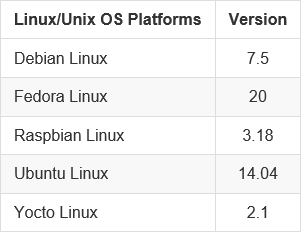 Linux/Unix OS Platforms Version
Debian Linux 7.5
Fedora Linux 20
Raspbian Linux 3.18
Ubuntu Linux 14.04
Yocto Linux 2.1